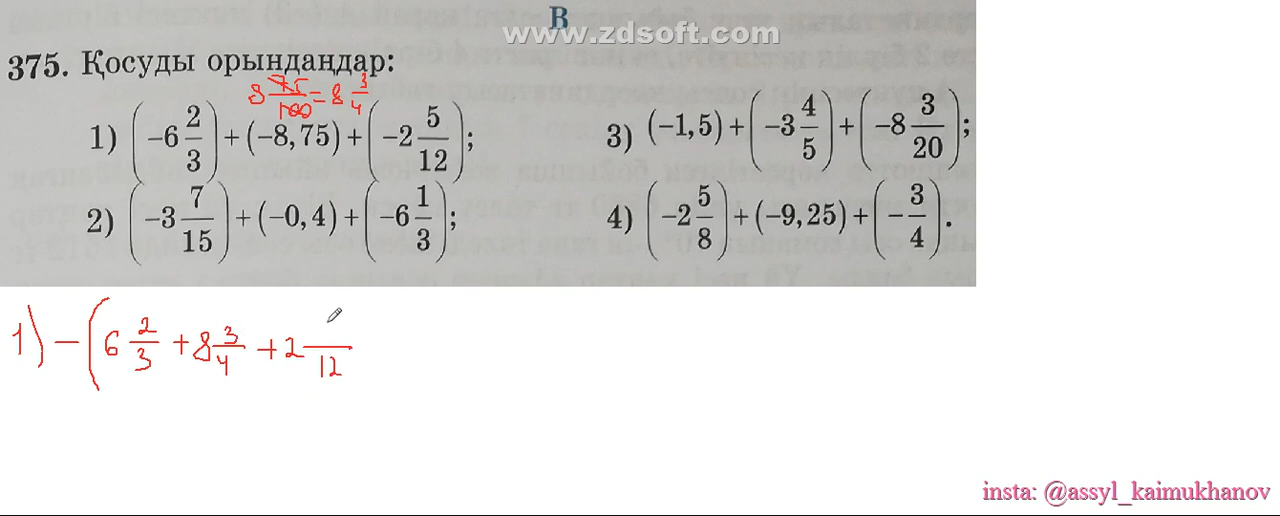 В
www.zdsoft.com
375. Қосуды орындаңдар:
8 75/100 = 8 3/4
1) (−6 2/3) + (−8,75) + (−2 5/12);
3) (−1,5) + (−3 4/5) + (−8 3/20);
2) (−3 7/15) + (−0,4) + (−6 1/3);
4) (−2 5/8) + (−9,25) + (−3/4).
1) − (6 2/3 + 8 3/4 + 2 /12
insta: @assyl_kaimukhanov